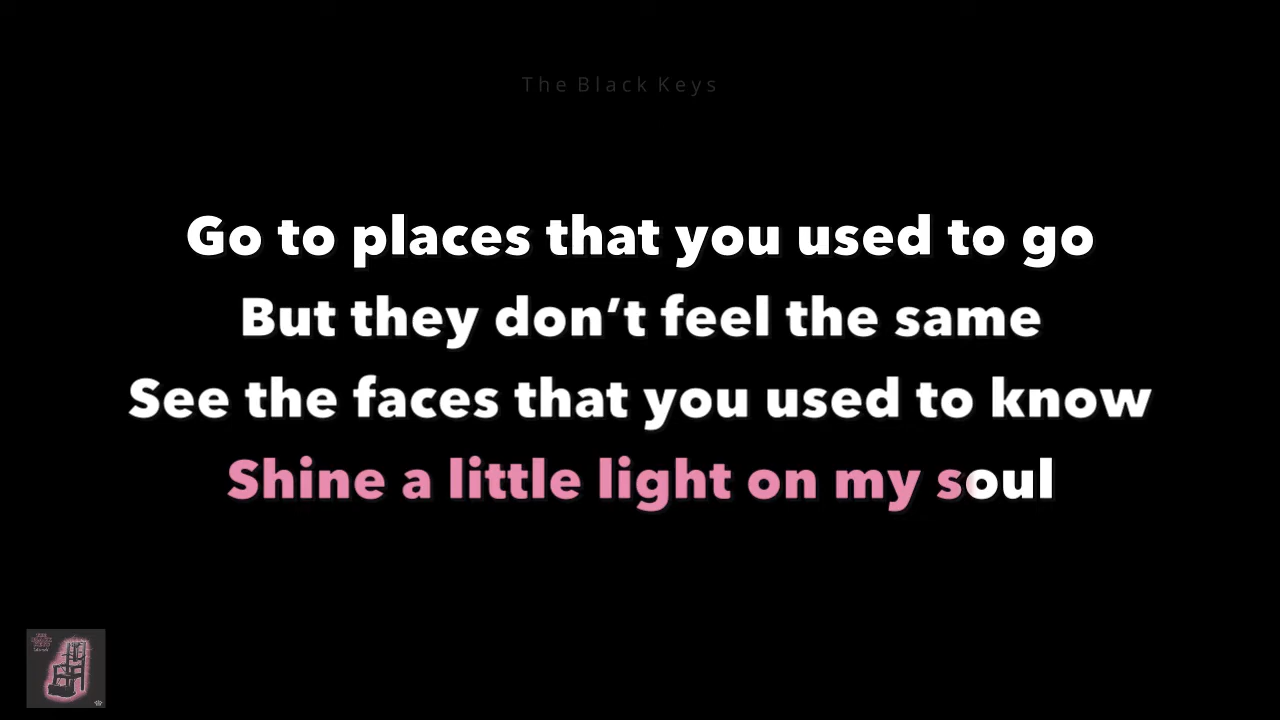 The Black Keys
Go to places that you used to go
But they don’t feel the same
See the faces that you used to know
Shine a little light on my soul